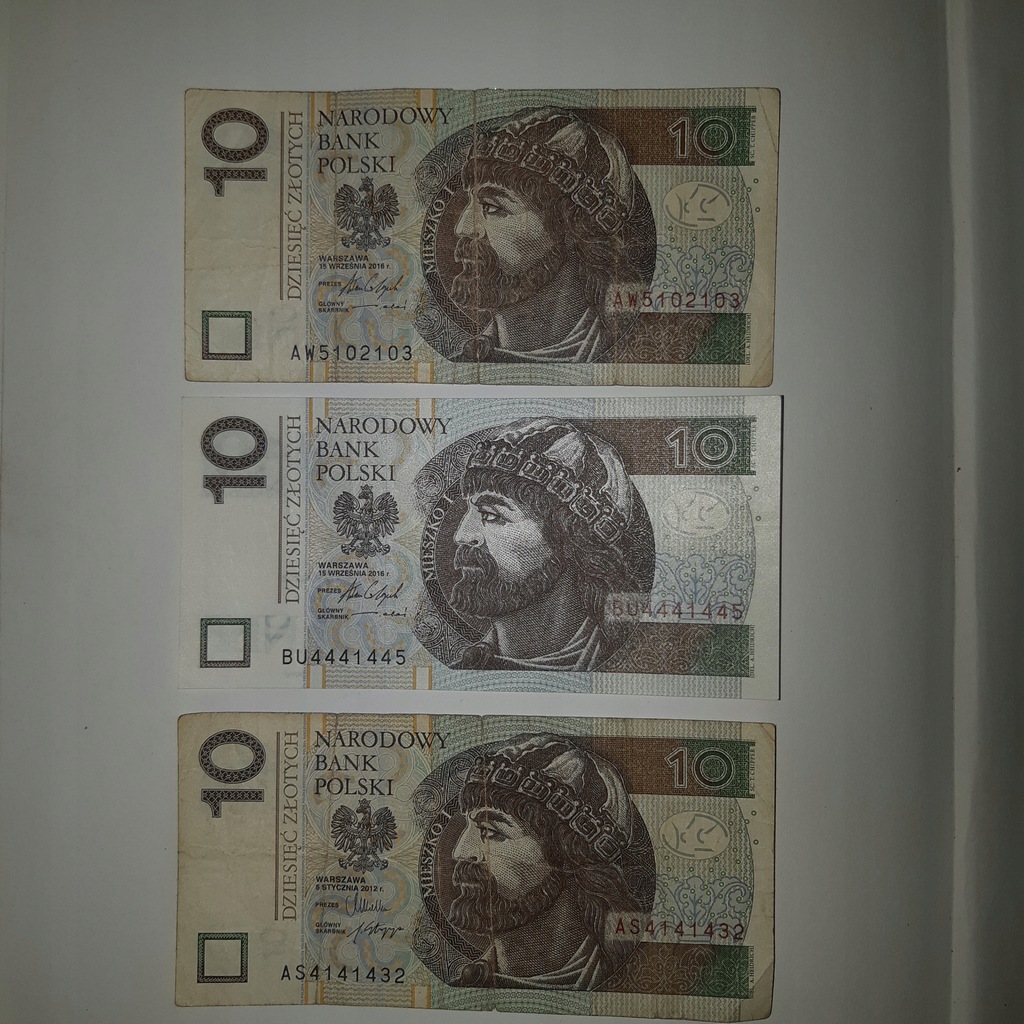 10
DZIESIĘĆ ZŁOTYCH
NARODOWY
BANK
POLSKI
WARSZAWA
15 WRZEŚNIA 2016 r.
PREZES
GŁÓWNY
SKARBNIK
AW5102103
MIESZKO I
10
AW5102103
10
DZIESIĘĆ ZŁOTYCH
NARODOWY
BANK
POLSKI
WARSZAWA
15 WRZEŚNIA 2016 r.
PREZES
GŁÓWNY
SKARBNIK
BU4441445
MIESZKO I
10
BU4441445
10
DZIESIĘĆ ZŁOTYCH
NARODOWY
BANK
POLSKI
WARSZAWA
5 STYCZNIA 2012 r.
PREZES
GŁÓWNY
SKARBNIK
AS4141432
MIESZKO I
10
AS4141432